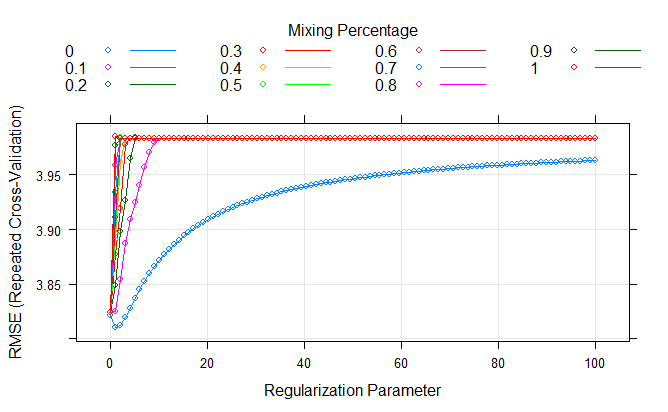 Mixing Percentage
0 0.3 0.6 0.9
0.1 0.4 0.7 1
0.2 0.5 0.8
RMSE (Repeated Cross-Validation)
3.95
3.90
3.85
0 20 40 60 80 100
Regularization Parameter